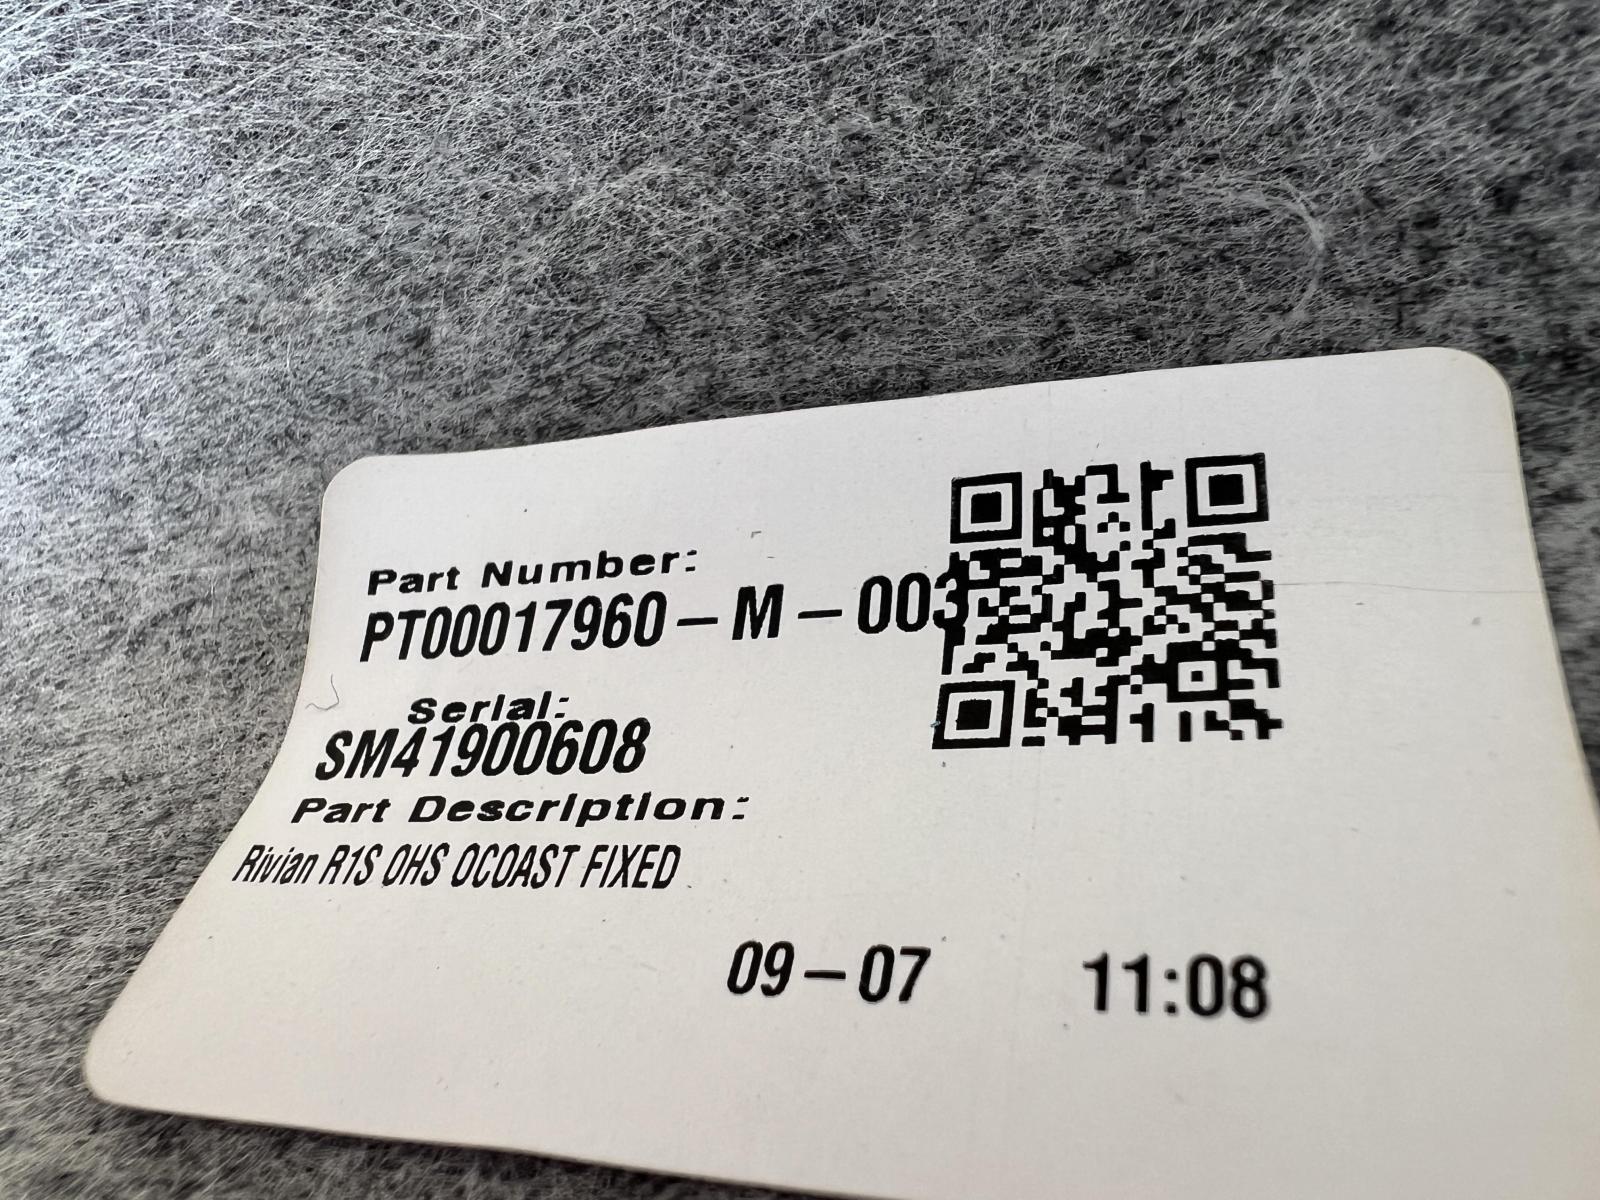 Part Number:
PT00017960-M-003
Serial:
SM41900608
Part Description:
Rivian R1S OHS OCOAST FIXED
09-07 11:08